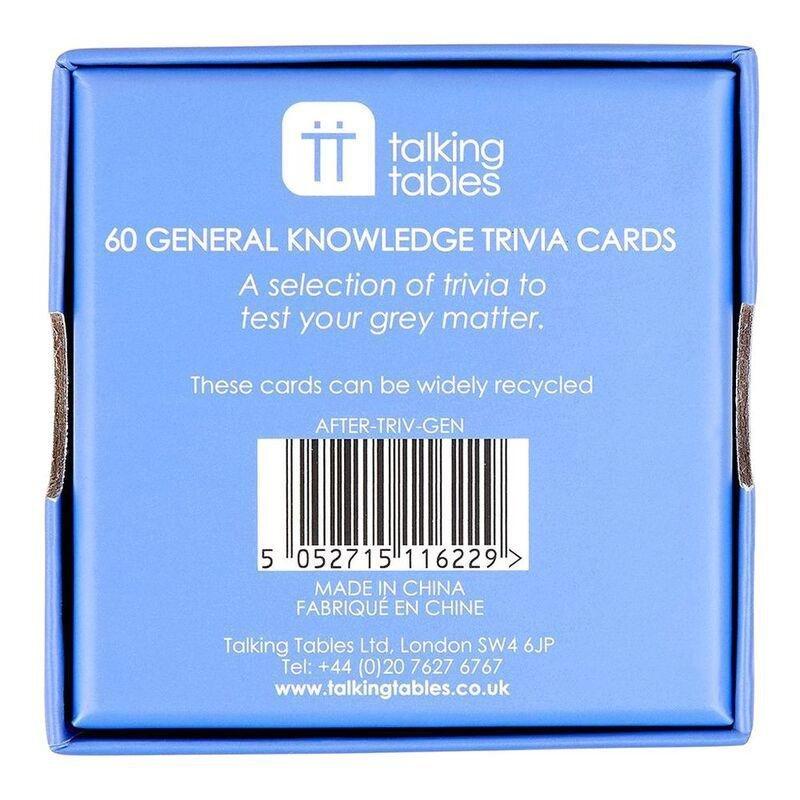 talking
tables
60 GENERAL KNOWLEDGE TRIVIA CARDS
A selection of trivia to
test your grey matter.
These cards can be widely recycled
AFTER-TRIV-GEN
5 052715 116229 >
MADE IN CHINA
FABRIQUÉ EN CHINE
Talking Tables Ltd, London SW4 6JP
Tel: +44 (0)20 7627 6767
www.talkingtables.co.uk